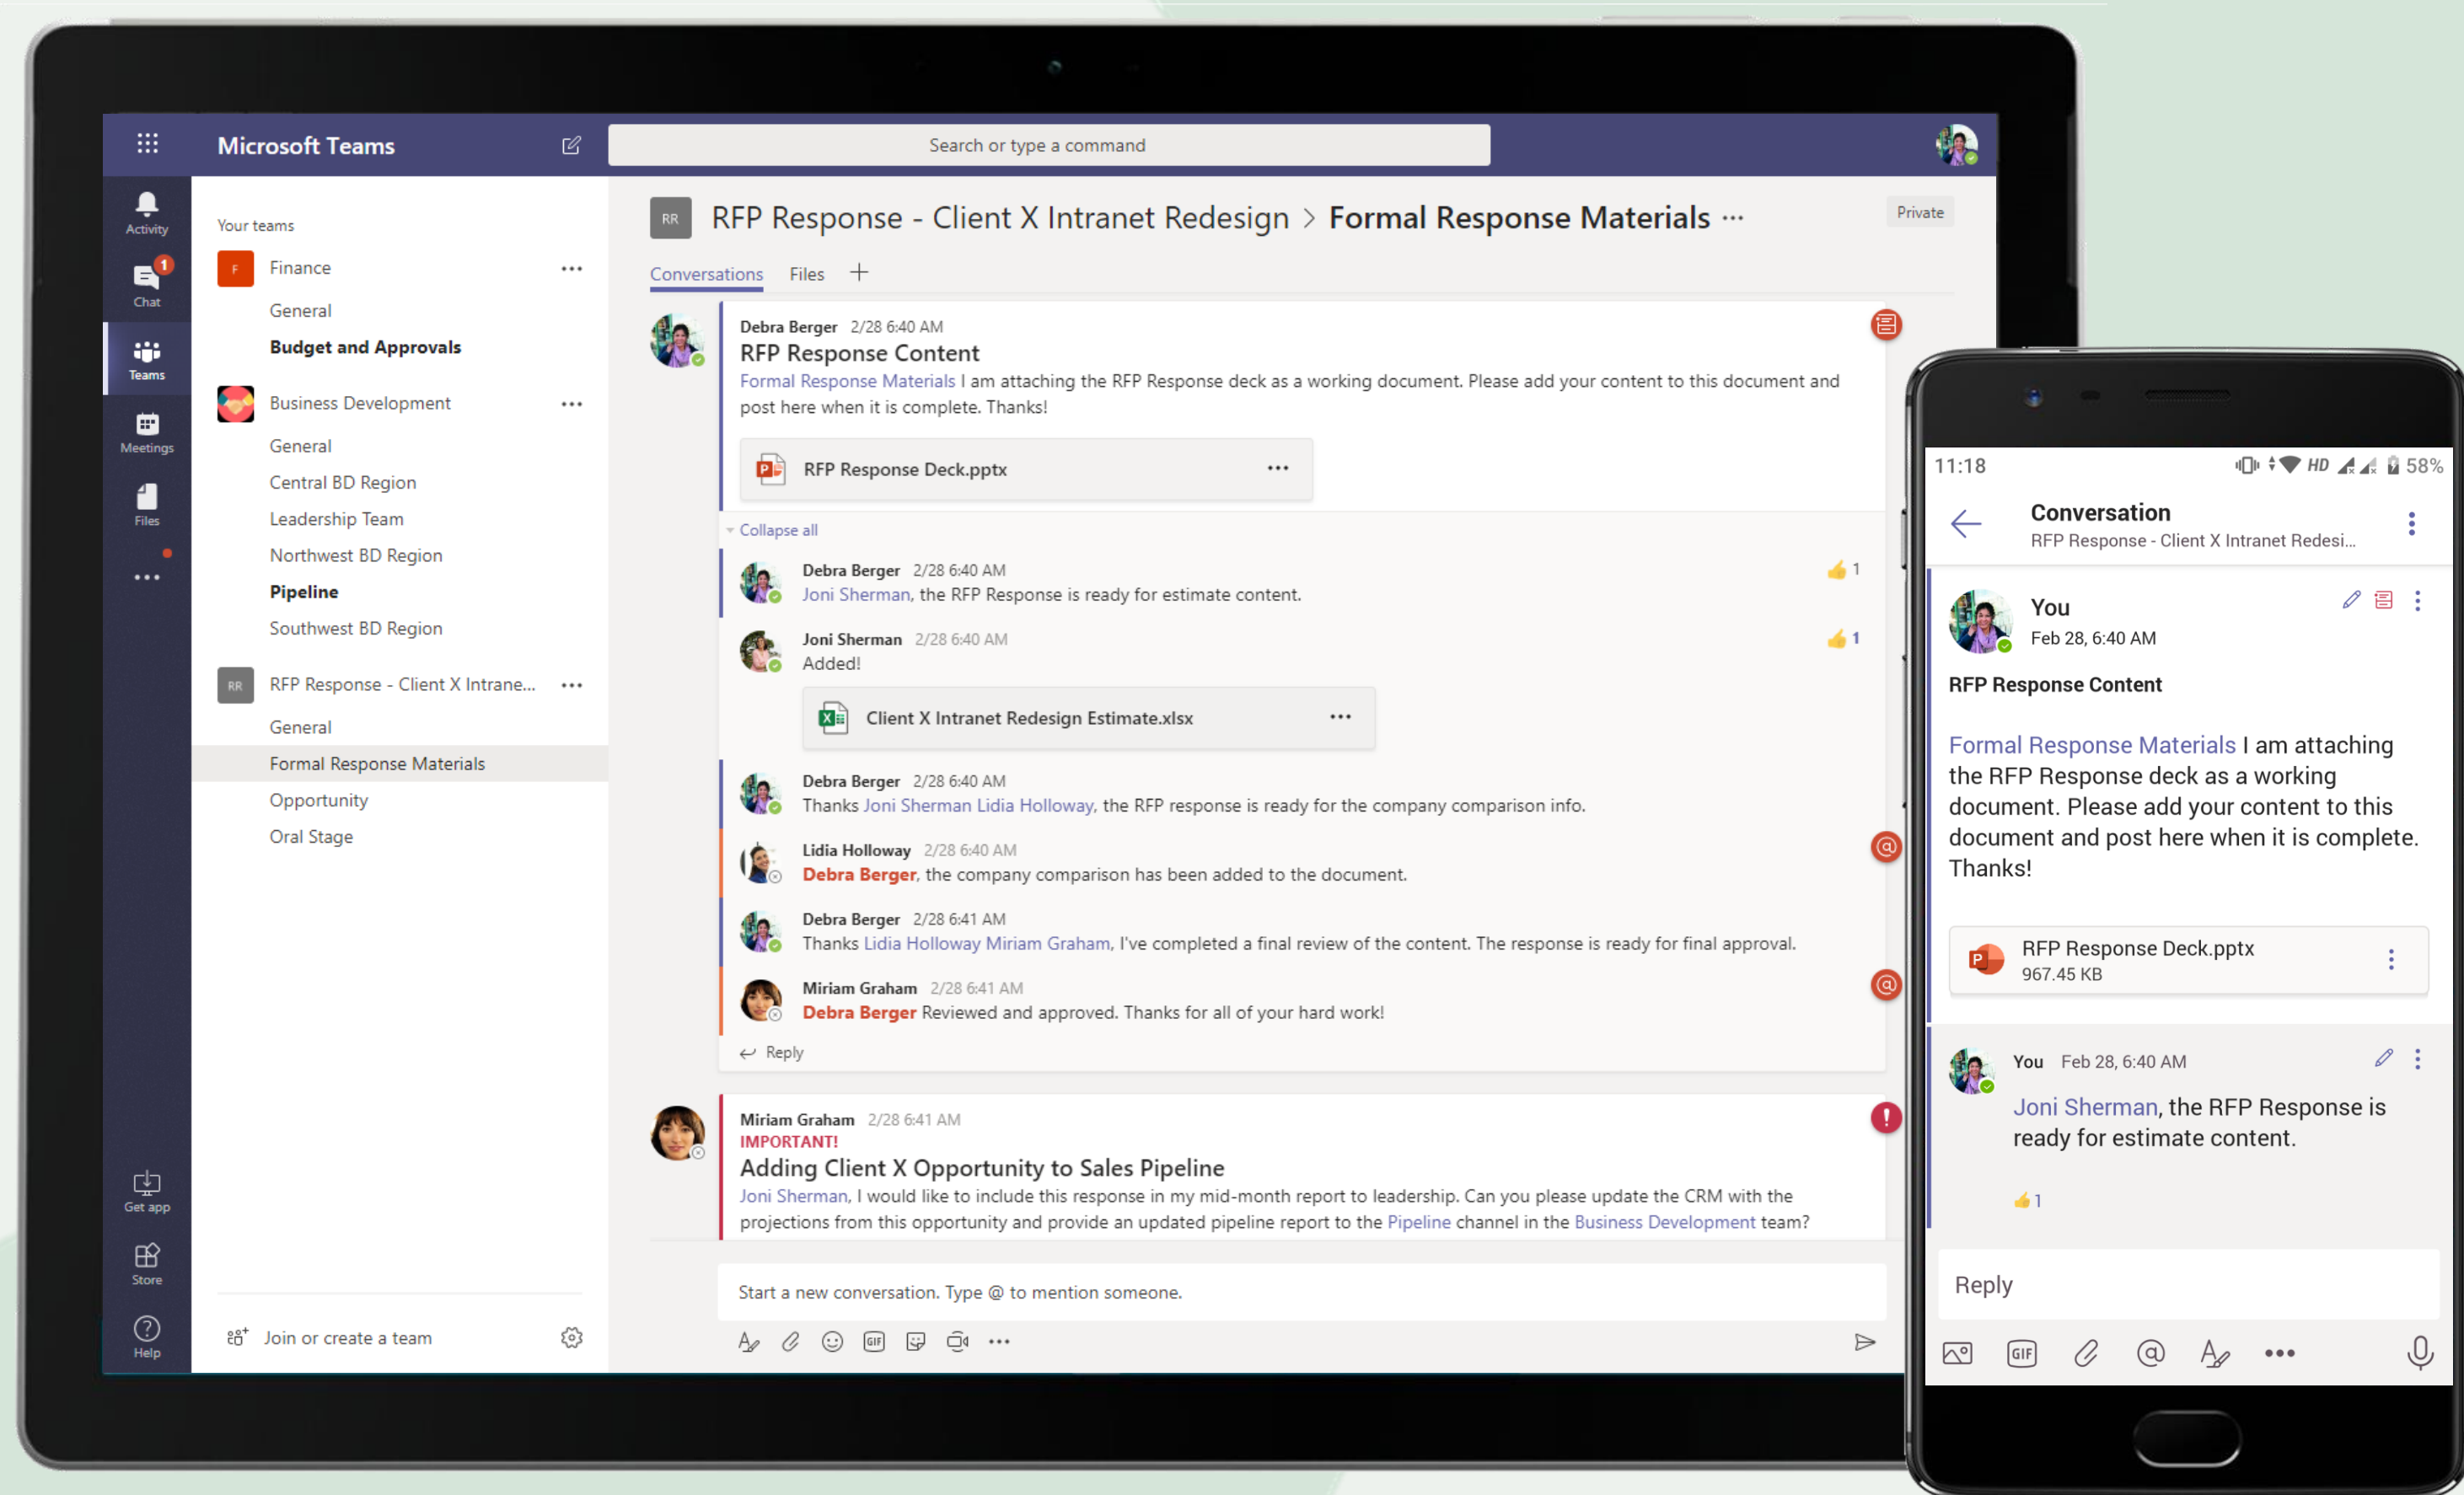 Microsoft Teams
Search or type a command
Activity
1
Chat
Teams
Meetings
Files
Get app
Store
Help
Your teams
F Finance
General
Budget and Approvals
Business Development
General
Central BD Region
Leadership Team
Northwest BD Region
Pipeline
Southwest BD Region
RR RFP Response - Client X Intrane...
General
Formal Response Materials
Opportunity
Oral Stage
Join or create a team
RR RFP Response - Client X Intranet Redesign > Formal Response Materials ...
Private
Conversations Files +
Debra Berger 2/28 6:40 AM
RFP Response Content
Formal Response Materials I am attaching the RFP Response deck as a working document. Please add your content to this document and
post here when it is complete. Thanks!
RFP Response Deck.pptx
Collapse all
Debra Berger 2/28 6:40 AM 1
Joni Sherman, the RFP Response is ready for estimate content.
Joni Sherman 2/28 6:40 AM 1
Added!
Client X Intranet Redesign Estimate.xlsx
Debra Berger 2/28 6:40 AM
Thanks Joni Sherman Lidia Holloway, the RFP response is ready for the company comparison info.
Lidia Holloway 2/28 6:40 AM
Debra Berger, the company comparison has been added to the document.
Debra Berger 2/28 6:41 AM
Thanks Lidia Holloway Miriam Graham, I've completed a final review of the content. The response is ready for final approval.
Miriam Graham 2/28 6:41 AM
Debra Berger Reviewed and approved. Thanks for all of your hard work!
Reply
Miriam Graham 2/28 6:41 AM
IMPORTANT!
Adding Client X Opportunity to Sales Pipeline
Joni Sherman, I would like to include this response in my mid-month report to leadership. Can you please update the CRM with the
projections from this opportunity and provide an updated pipeline report to the Pipeline channel in the Business Development team?
Start a new conversation. Type @ to mention someone.
GIF
11:18 HD 58%
Conversation
RFP Response - Client X Intranet Redesi...
You
Feb 28, 6:40 AM
RFP Response Content
Formal Response Materials I am attaching
the RFP Response deck as a working
document. Please add your content to this
document and post here when it is complete.
Thanks!
RFP Response Deck.pptx
967.45 KB
You Feb 28, 6:40 AM
Joni Sherman, the RFP Response is
ready for estimate content.
1
Reply
GIF